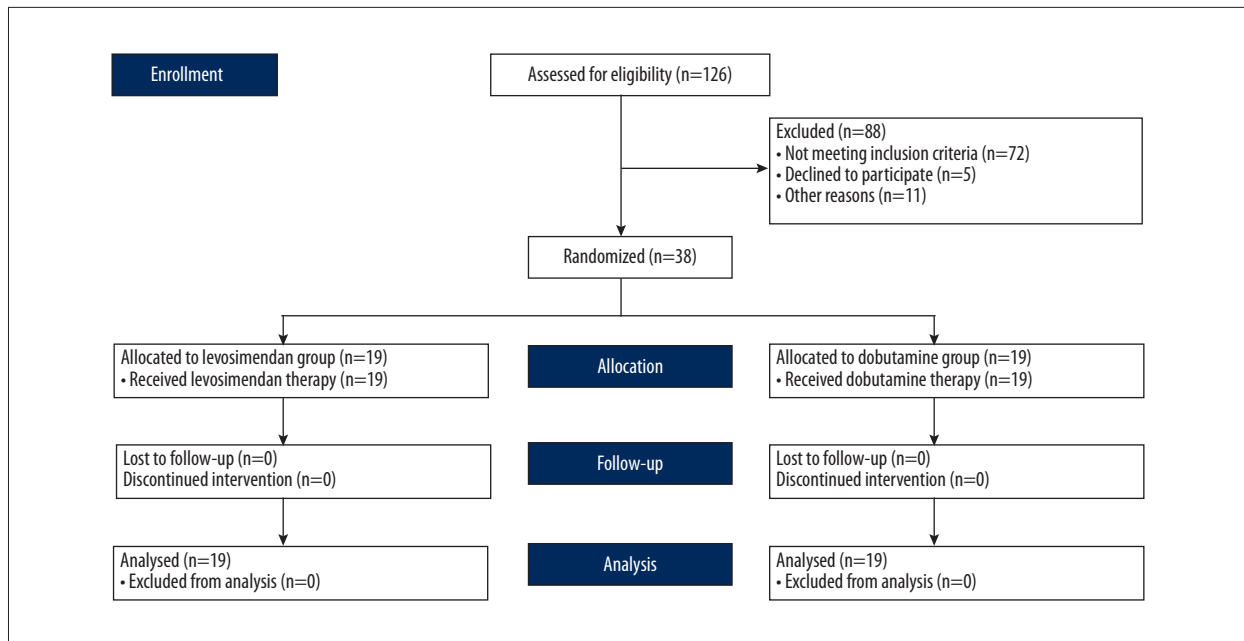 Enrollment
Assessed for eligibility (n=126)
Excluded (n=88)
• Not meeting inclusion criteria (n=72)
• Declined to participate (n=5)
• Other reasons (n=11)
Randomized (n=38)
Allocated to levosimendan group (n=19)
• Received levosimendan therapy (n=19)
Allocation
Allocated to dobutamine group (n=19)
• Received dobutamine therapy (n=19)
Lost to follow-up (n=0)
Discontinued intervention (n=0)
Follow-up
Lost to follow-up (n=0)
Discontinued intervention (n=0)
Analysed (n=19)
• Excluded from analysis (n=0)
Analysis
Analysed (n=19)
• Excluded from analysis (n=0)